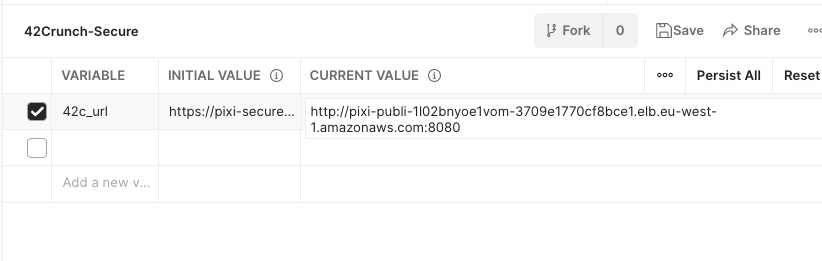 42Crunch-Secure Fork 0 Save Share
VARIABLE INITIAL VALUE CURRENT VALUE Persist All Reset
42c_url https://pixi-secure... http://pixi-publi-1l02bnyoe1vom-3709e1770cf8bce1.elb.eu-west-
1.amazonaws.com:8080
Add a new v...